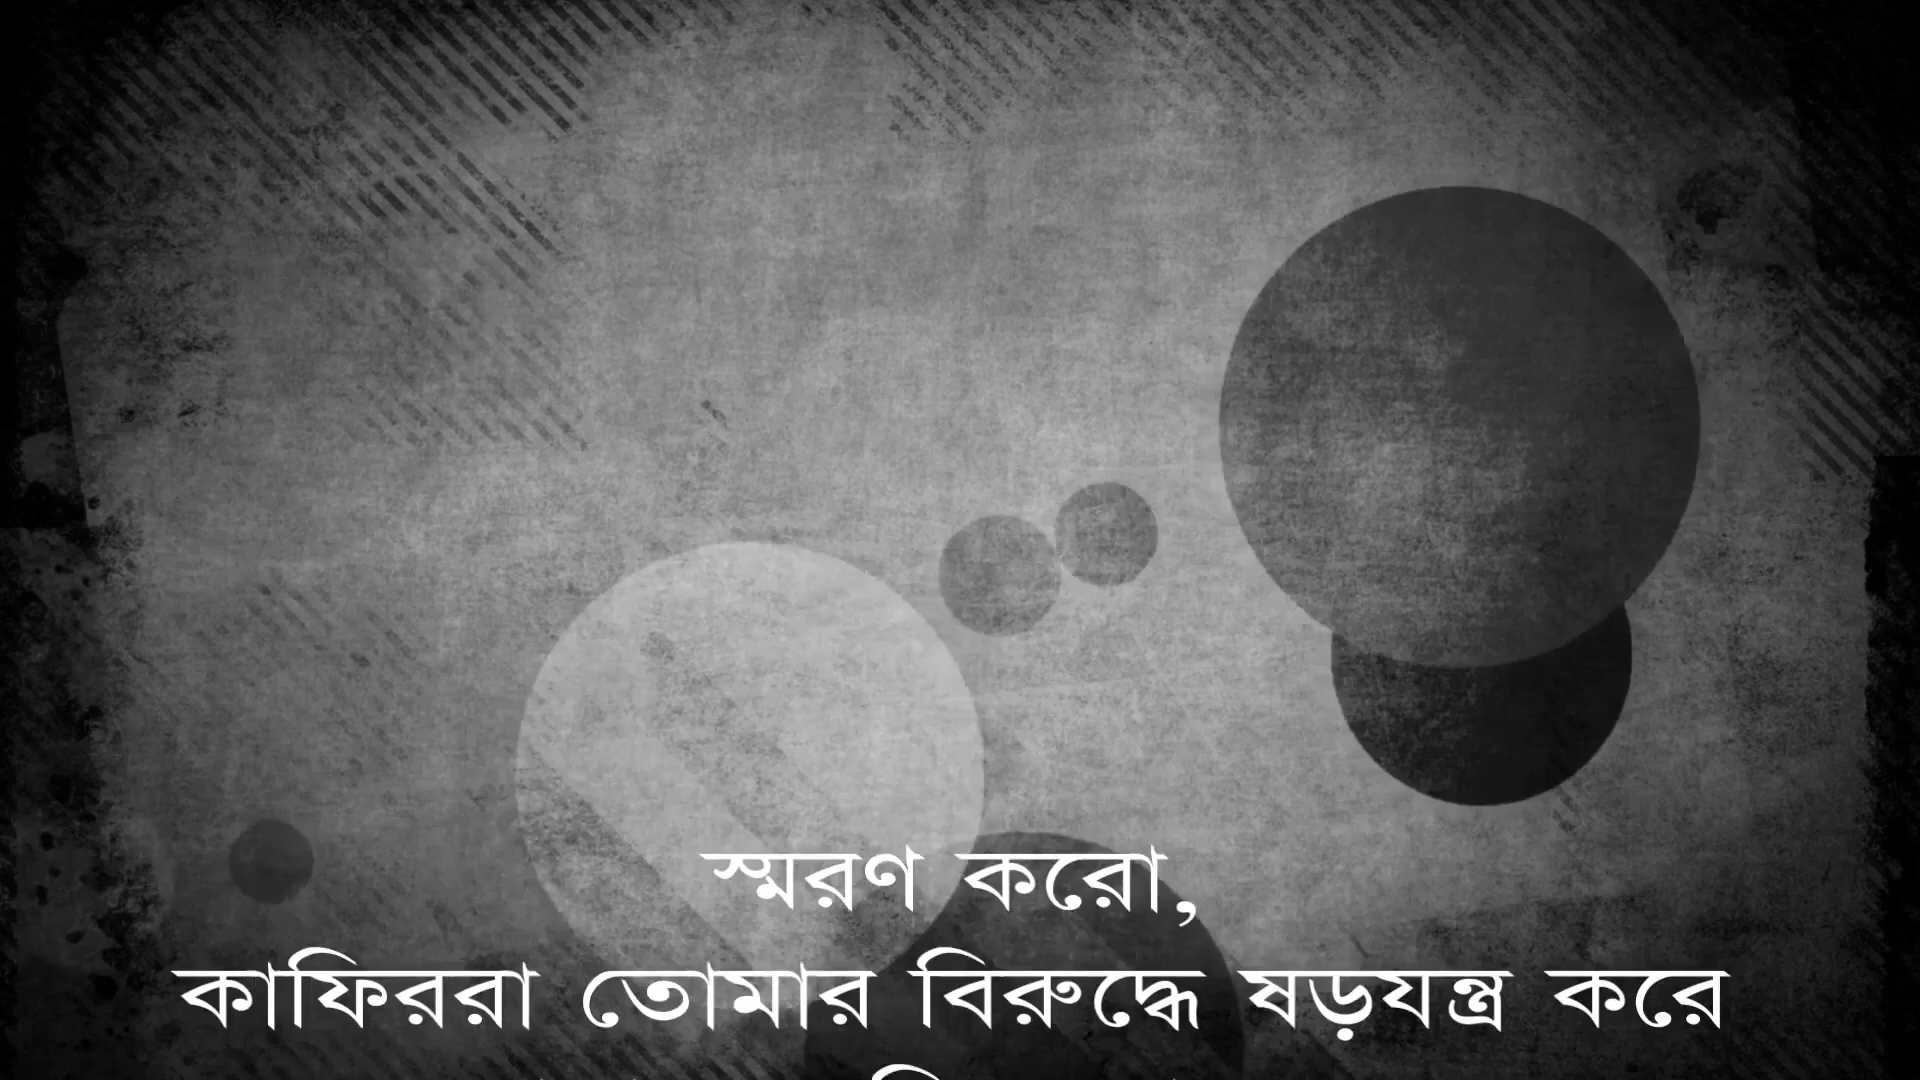 স্মরণ করো,
কাফিররা তোমার বিরুদ্ধে ষড়যন্ত্র করে